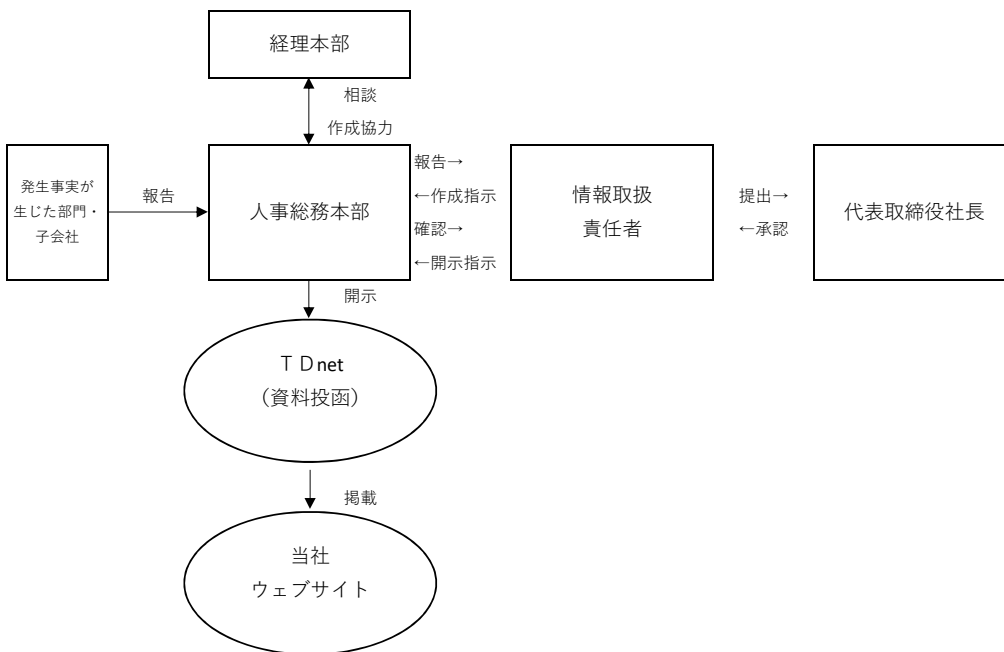 経理本部
相談
作成協力
発生事実が
生じた部門・
子会社
報告
人事総務本部
報告→
←作成指示
確認→
←開示指示
情報取扱
責任者
提出→
←承認
代表取締役社長
開示
ＴＤnet
（資料投函）
掲載
当社
ウェブサイト